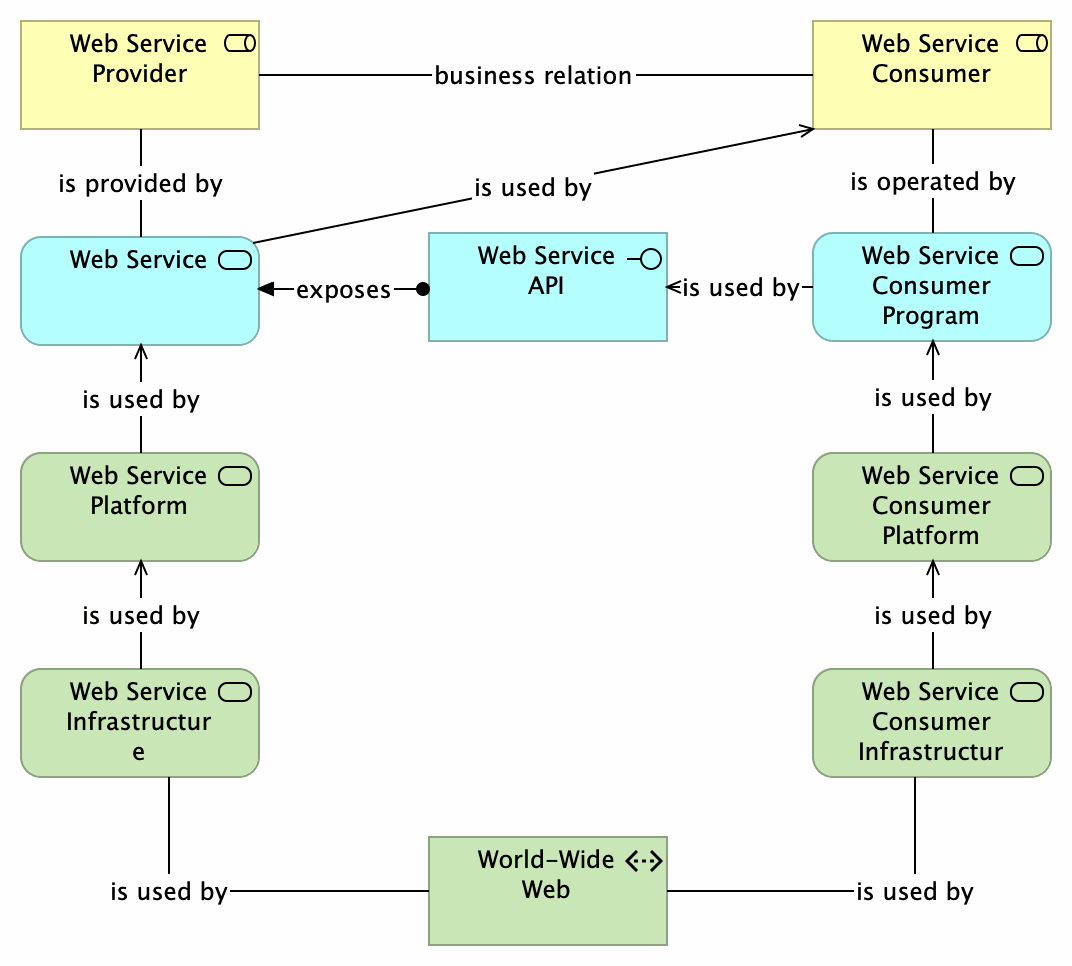 Web Service
Provider
business relation
Web Service
Consumer
is provided by
is used by
is operated by
Web Service
exposes
Web Service
API
is used by
Web Service
Consumer
Program
is used by
is used by
Web Service
Platform
Web Service
Consumer
Platform
is used by
is used by
Web Service
Infrastructur
e
Web Service
Consumer
Infrastructur
World-Wide
Web
is used by
is used by